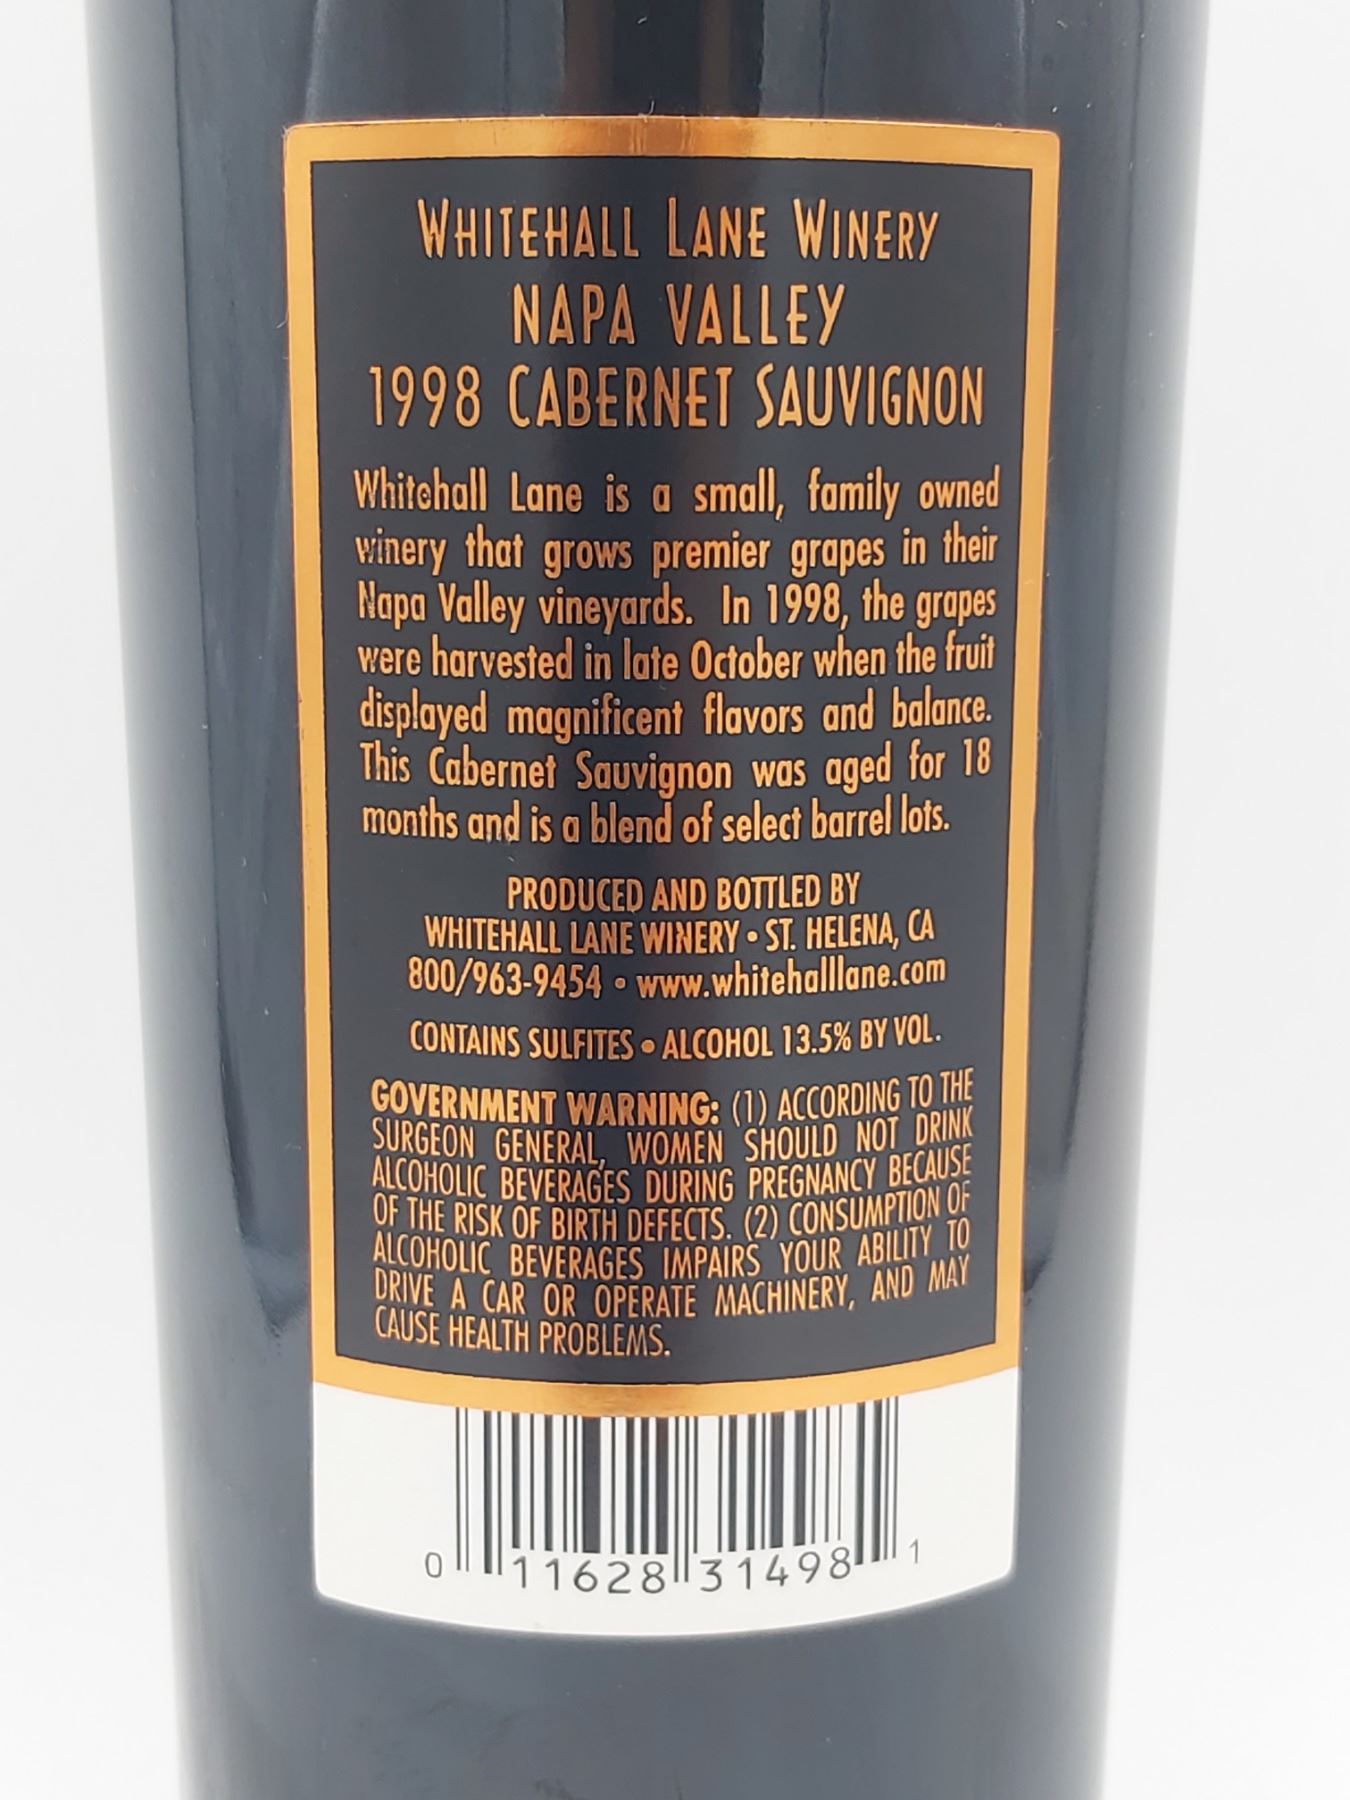 WHITEHALL LANE WINERY
NAPA VALLEY
1998 CABERNET SAUVIGNON
Whitehall Lane is a small, family owned
winery that grows premier grapes in their
Napa Valley vineyards. In 1998, the grapes
were harvested in late October when the fruit
displayed magnificent flavors and balance.
This Cabernet Sauvignon was aged for 18
months and is a blend of select barrel lots.
PRODUCED AND BOTTLED BY
WHITEHALL LANE WINERY • ST. HELENA, CA
800/963-9454 • www.whitehalllane.com
CONTAINS SULFITES • ALCOHOL 13.5% BY VOL.
GOVERNMENT WARNING: (1) ACCORDING TO THE
SURGEON GENERAL, WOMEN SHOULD NOT DRINK
ALCOHOLIC BEVERAGES DURING PREGNANCY BECAUSE
OF THE RISK OF BIRTH DEFECTS. (2) CONSUMPTION OF
ALCOHOLIC BEVERAGES IMPAIRS YOUR ABILITY TO
DRIVE A CAR OR OPERATE MACHINERY, AND MAY
CAUSE HEALTH PROBLEMS.
0 11628 31498 1